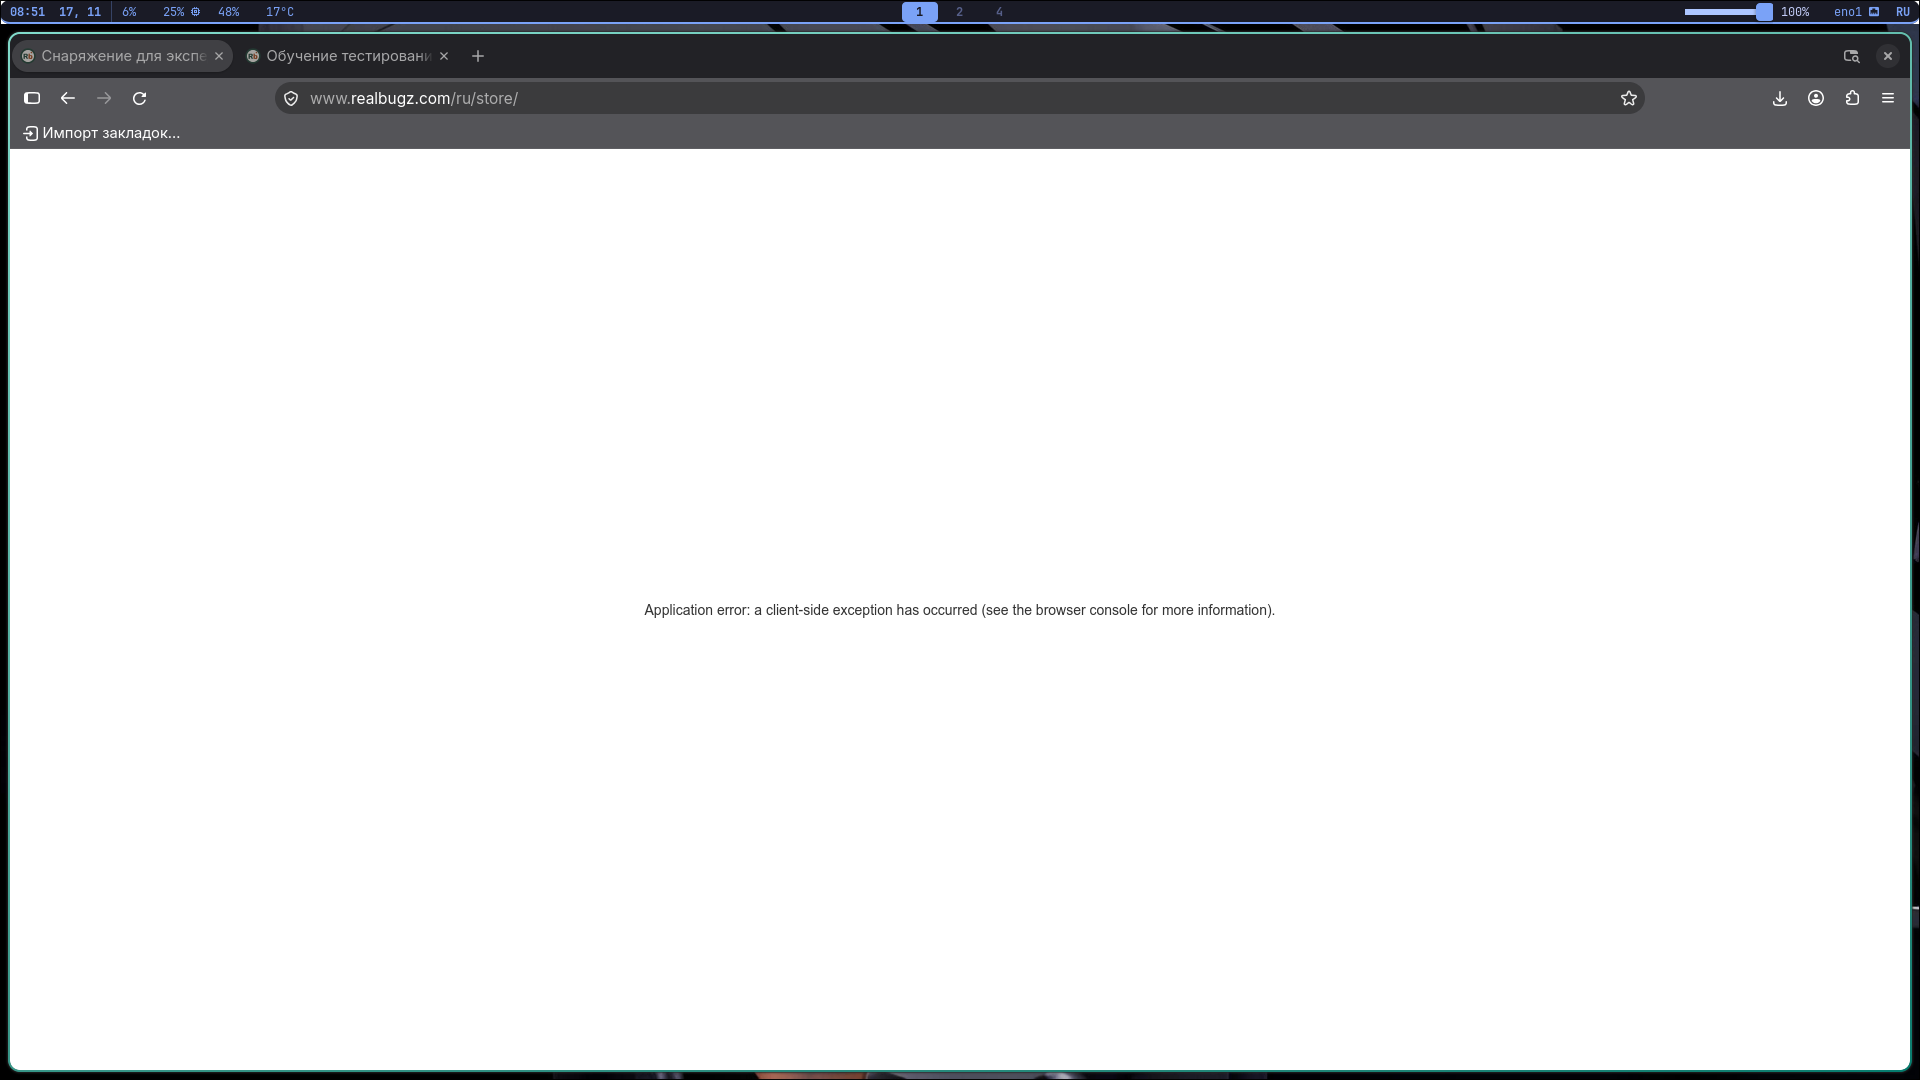 08:51 17, 11 6% 25% 48% 17°C 1 2 4 100% eno1 RU
Снаряжение для экспе Обучение тестировани
www.realbugz.com/ru/store/
Импорт закладок...
Application error: a client-side exception has occurred (see the browser console for more information).